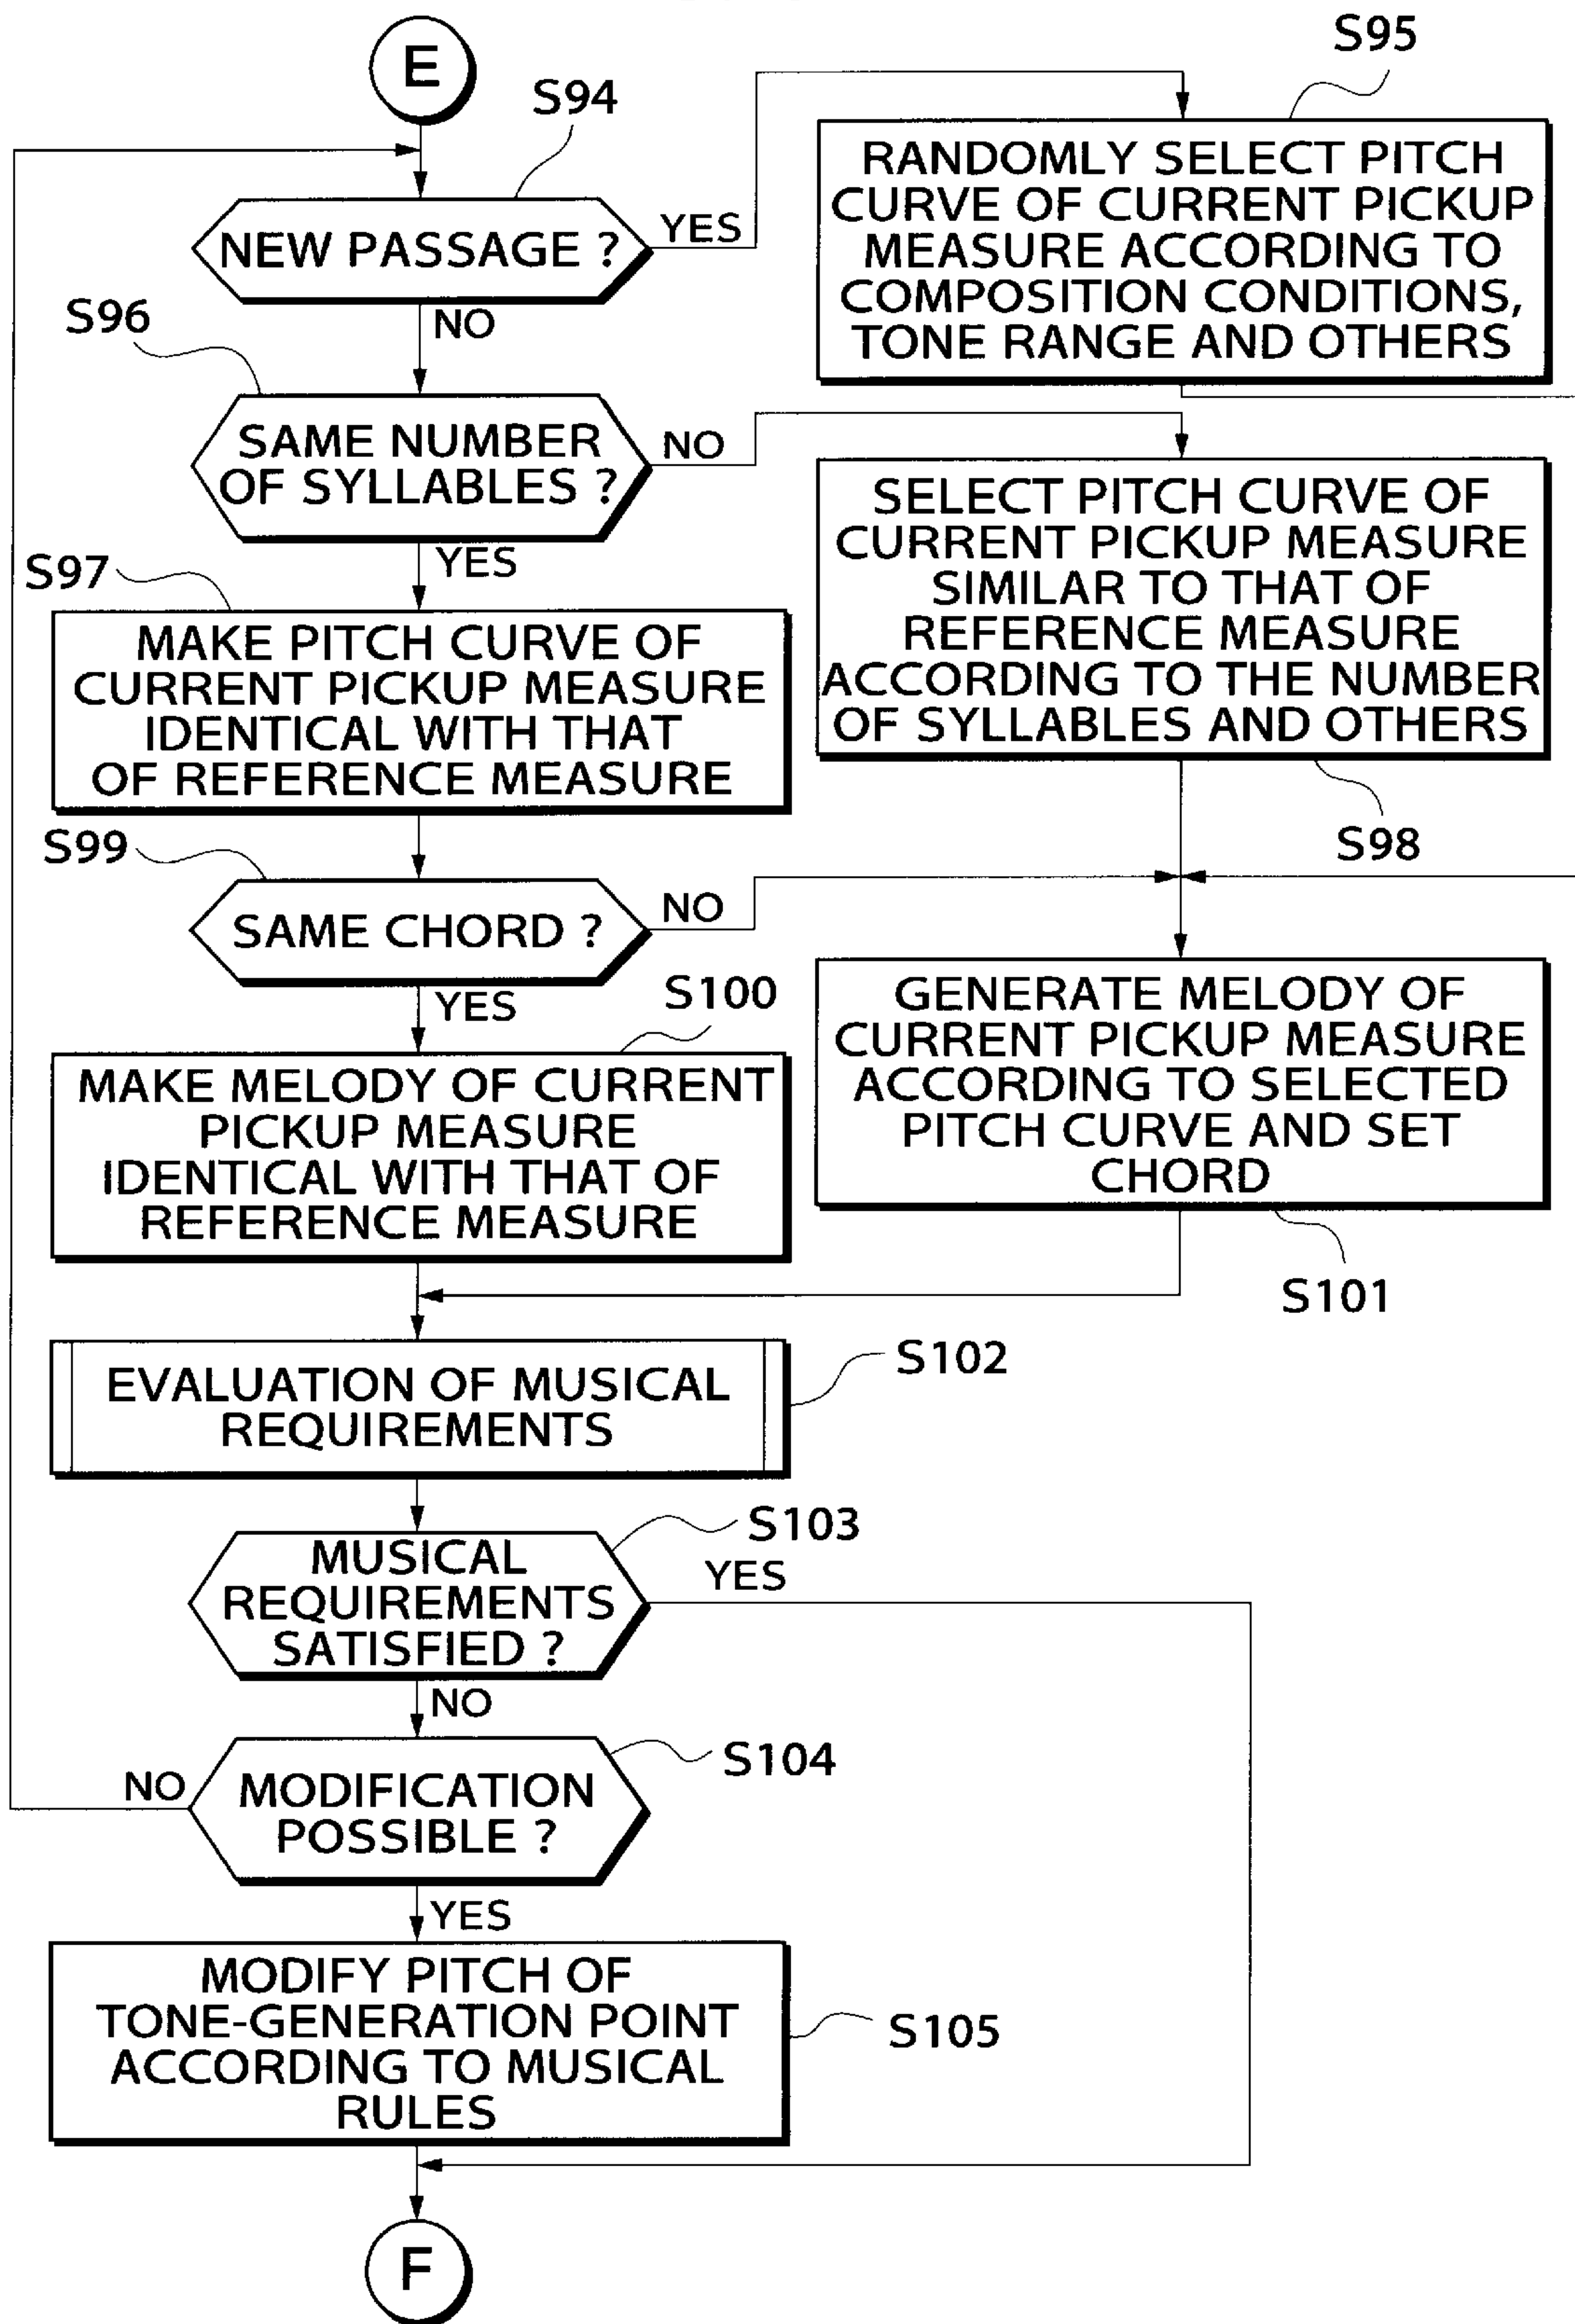 E
S94
S95
NEW PASSAGE ?
YES
NO
RANDOMLY SELECT PITCH
CURVE OF CURRENT PICKUP
MEASURE ACCORDING TO
COMPOSITION CONDITIONS,
TONE RANGE AND OTHERS
S96
SAME NUMBER
OF SYLLABLES ?
NO
YES
SELECT PITCH CURVE OF
CURRENT PICKUP MEASURE
SIMILAR TO THAT OF
REFERENCE MEASURE
ACCORDING TO THE NUMBER
OF SYLLABLES AND OTHERS
S98
S97
MAKE PITCH CURVE OF
CURRENT PICKUP MEASURE
IDENTICAL WITH THAT
OF REFERENCE MEASURE
S99
SAME CHORD ?
NO
YES
S100
MAKE MELODY OF CURRENT
PICKUP MEASURE
IDENTICAL WITH THAT OF
REFERENCE MEASURE
GENERATE MELODY OF
CURRENT PICKUP MEASURE
ACCORDING TO SELECTED
PITCH CURVE AND SET
CHORD
S101
EVALUATION OF MUSICAL
REQUIREMENTS
S102
S103
MUSICAL
REQUIREMENTS
SATISFIED ?
YES
NO
S104
MODIFICATION
POSSIBLE ?
NO
YES
MODIFY PITCH OF
TONE-GENERATION POINT
ACCORDING TO MUSICAL
RULES
S105
F